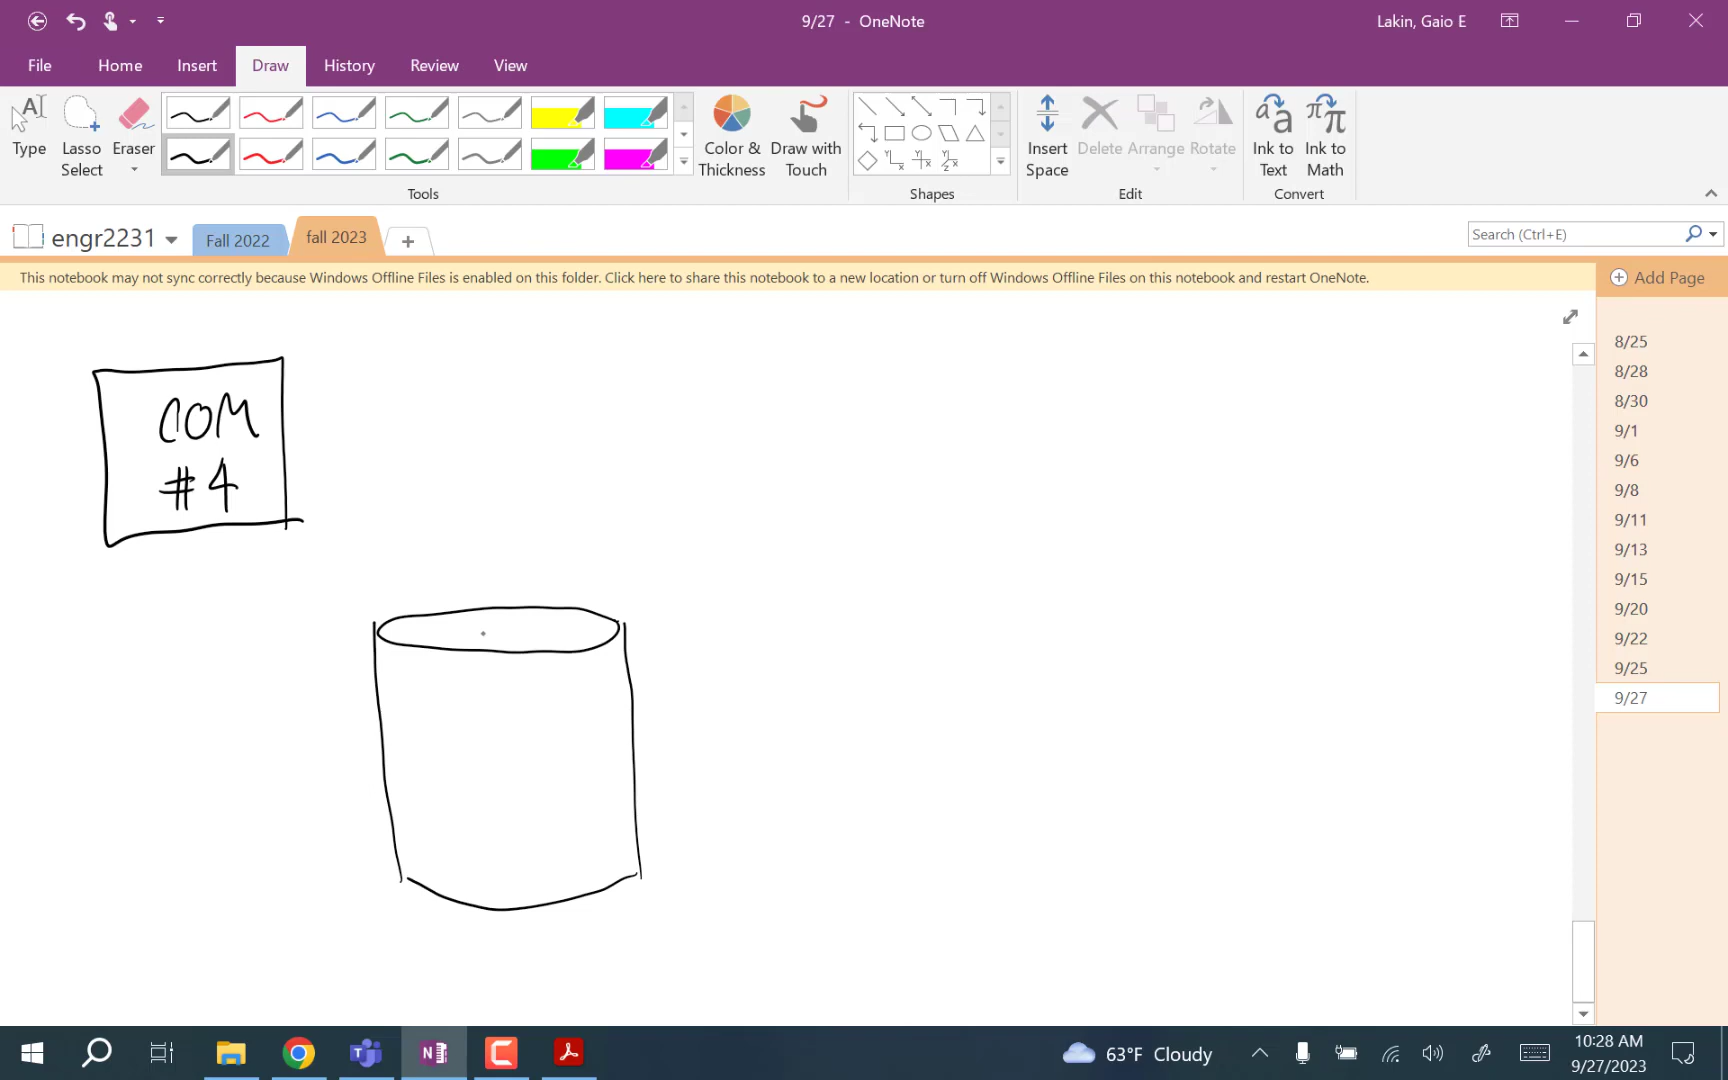 9/27 - OneNote
Lakin, Gaio E
File
Home
Insert
Draw
History
Review
View
Type
Lasso
Select
Eraser
Color &
Thickness
Draw with
Touch
Insert
Space
Delete
Arrange
Rotate
Ink to
Text
Ink to
Math
Tools
Shapes
Edit
Convert
engr2231
Fall 2022
fall 2023
Search (Ctrl+E)
This notebook may not sync correctly because Windows Offline Files is enabled on this folder. Click here to share this notebook to a new location or turn off Windows Offline Files on this notebook and restart OneNote.
Add Page
8/25
8/28
8/30
9/1
9/6
9/8
9/11
9/13
9/15
9/20
9/22
9/25
9/27
COM
#4
63°F Cloudy
10:28 AM
9/27/2023